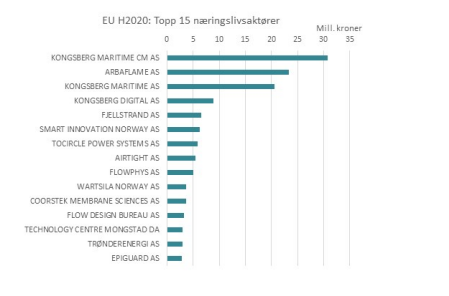 EU H2020: Topp 15 næringslivsaktører
Mill. kroner
0 5 10 15 20 25 30 35
KONGSBERG MARITIME CM AS
ARBAFLAME AS
KONGSBERG MARITIME AS
KONGSBERG DIGITAL AS
FJELLSTRAND AS
SMART INNOVATION NORWAY AS
TOCIRCLE POWER SYSTEMS AS
AIRTIGHT AS
FLOWPHYS AS
WARTSILA NORWAY AS
COORSTEK MEMBRANE SCIENCES AS
FLOW DESIGN BUREAU AS
TECHNOLOGY CENTRE MONGSTAD DA
TRØNDERENERGI AS
EPIGUARD AS